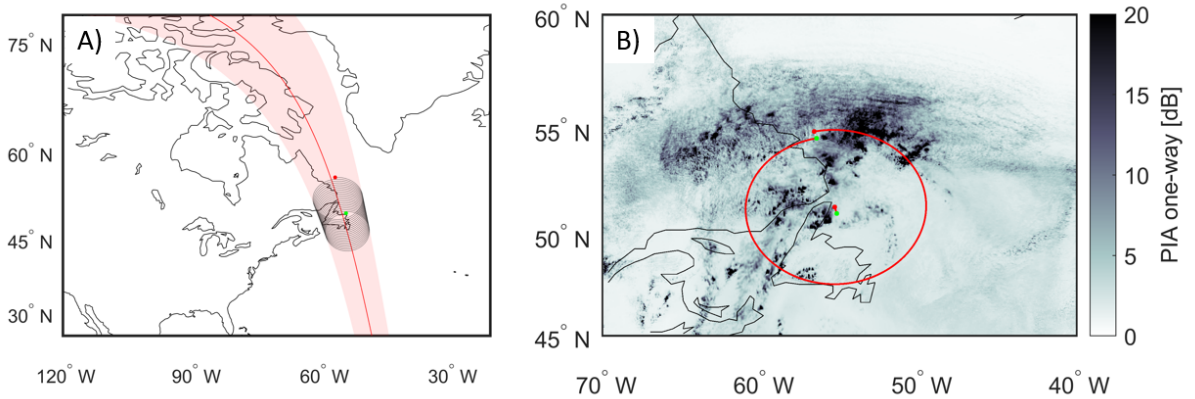 A)
75° N
60° N
45° N
30° N
120° W
90° W
60° W
30° W
B)
60° N
55° N
50° N
45° N
70° W
60° W
50° W
40° W
20
15
10
5
0
PIA one-way [dB]